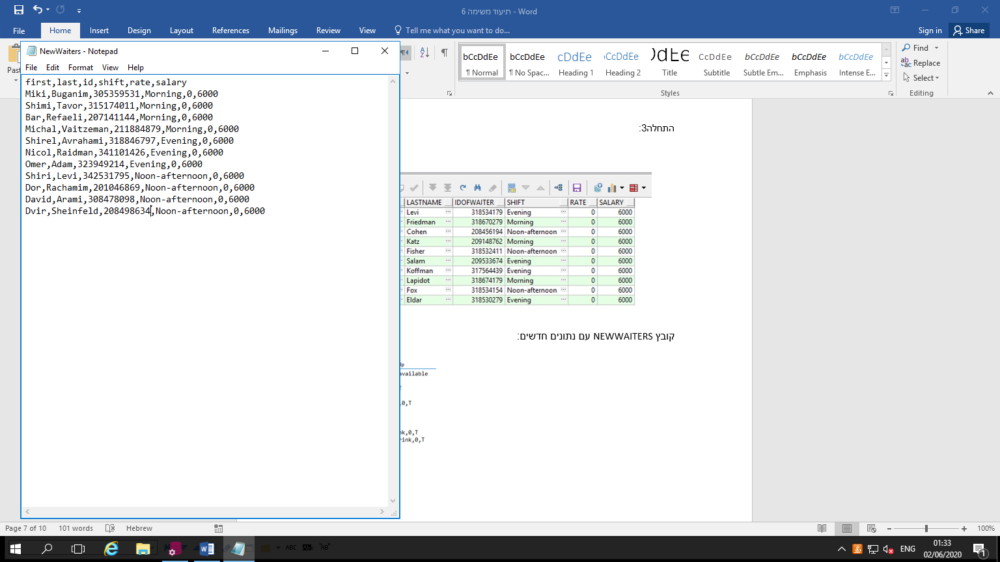 תיעוד משימה 6 - Word
File Home Insert Design Layout References Mailings Review View Tell me what you want to do... Sign in Share
NewWaiters - Notepad
File Edit Format View Help
first,last,id,shift,rate,salary
Miki,Buganim,305359531,Morning,0,6000
Shimi,Tavor,315174011,Morning,0,6000
Bar,Refaeli,207141144,Morning,0,6000
Michal,Vaitzeman,211884879,Morning,0,6000
Shirel,Avrahami,318846797,Evening,0,6000
Nicol,Raidman,341101426,Evening,0,6000
Omer,Adam,323949214,Evening,0,6000
Shiri,Levi,342531795,Noon-afternoon,0,6000
Dor,Rachamim,201046869,Noon-afternoon,0,6000
David,Arami,308478098,Noon-afternoon,0,6000
Dvir,Sheinfeld,208498634,Noon-afternoon,0,6000
Past
bCcDdEe bCcDdEe cDdEe bCcDdEe bDdEe CcDdEe bCcDdEe bCcDdEe bCcDdEe
¶ Normal ¶ No Spac... Heading 1 Heading 2 Title Subtitle Subtle Em... Emphasis Intense E...
Styles
Find
Replace
Select
Editing
התחלה3:
LASTNAME IDOFWAITER SHIFT RATE SALARY
Levi 318534179 Evening 0 6000
Friedman 318670279 Morning 0 6000
Cohen 208456194 Noon-afternoon 0 6000
Katz 209148762 Morning 0 6000
Fisher 318532411 Noon-afternoon 0 6000
Salam 209533674 Evening 0 6000
Koffman 317564439 Evening 0 6000
Lapidot 318674179 Morning 0 6000
Fox 318534154 Noon-afternoon 0 6000
Eldar 318530279 Evening 0 6000
קובץ NEWWAITERS עם נתונים חדשים:
available
,0,T
nk,0,T
rink,0,T
Page 7 of 10 101 words Hebrew 100%
ABC
"AB"
ENG
01:33
02/06/2020
1